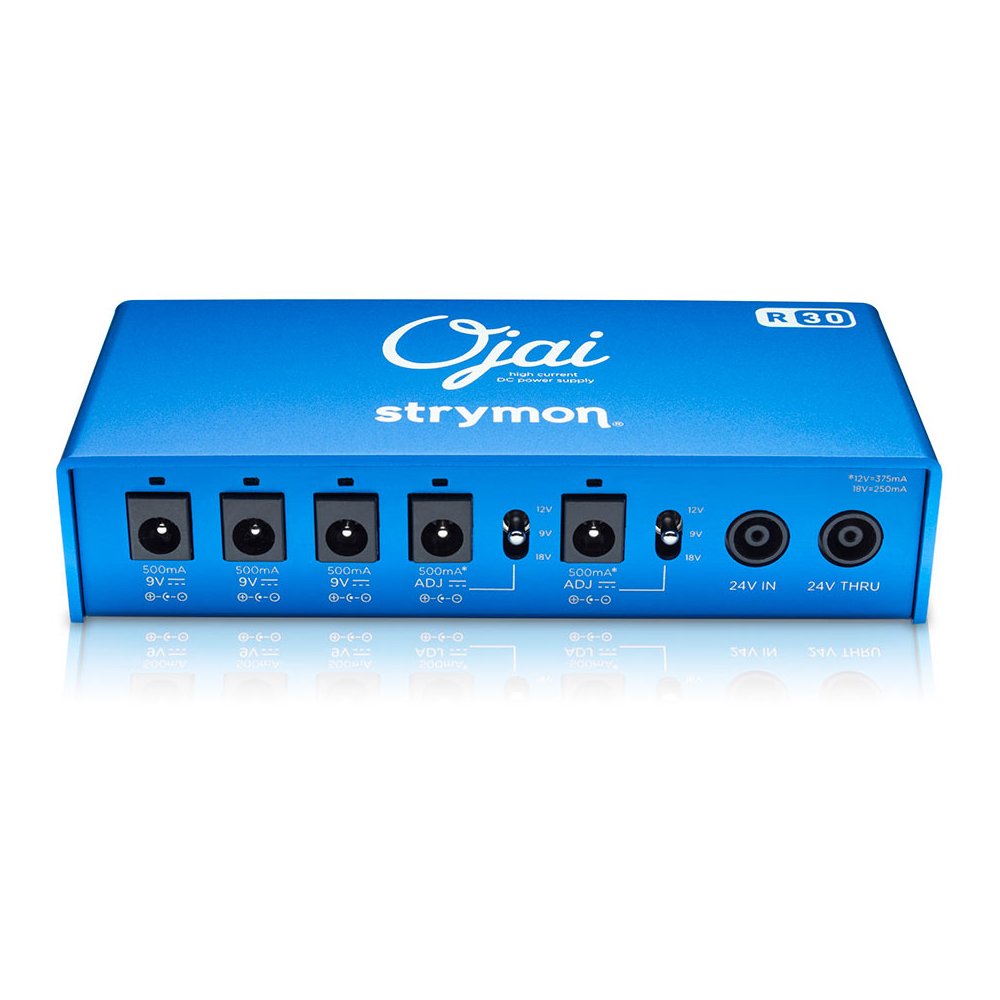 R 30
Ojai
high current
DC power supply
strymon®
*12V=375mA
18V=250mA
12V
9V
18V
12V
9V
18V
500mA
9V
500mA
9V
500mA
9V
500mA*
ADJ
500mA*
ADJ
24V IN
24V THRU